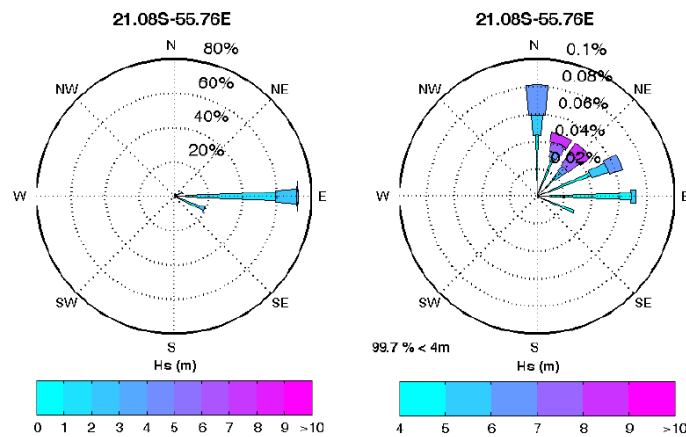 21.08S-55.76E
N
80%
NW
60%
NE
40%
20%
W
E
SW
SE
S
Hs (m)
0 1 2 3 4 5 6 7 8 9 >10
21.08S-55.76E
N
0.1%
NW
0.08%
NE
0.06%
0.04%
0.02%
W
E
SW
SE
S
99.7 % < 4m
Hs (m)
4 5 6 7 8 9 >10